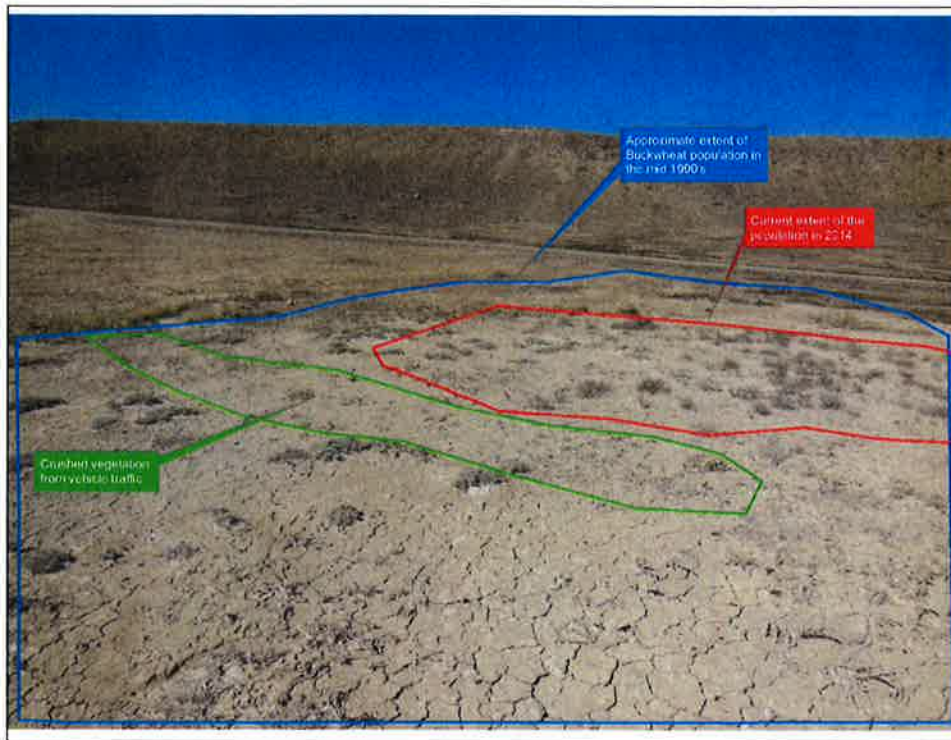 Approximate extent of
Buckwheat population in
the mid 1990's
Current extent of the
population in 2014
Crushed vegetation
from vehicle traffic